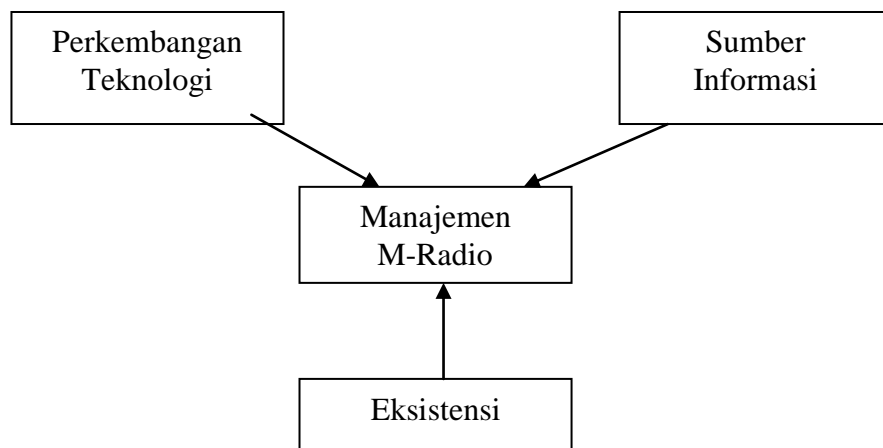 Perkembangan
Teknologi
Sumber
Informasi
Manajemen
M-Radio
Eksistensi